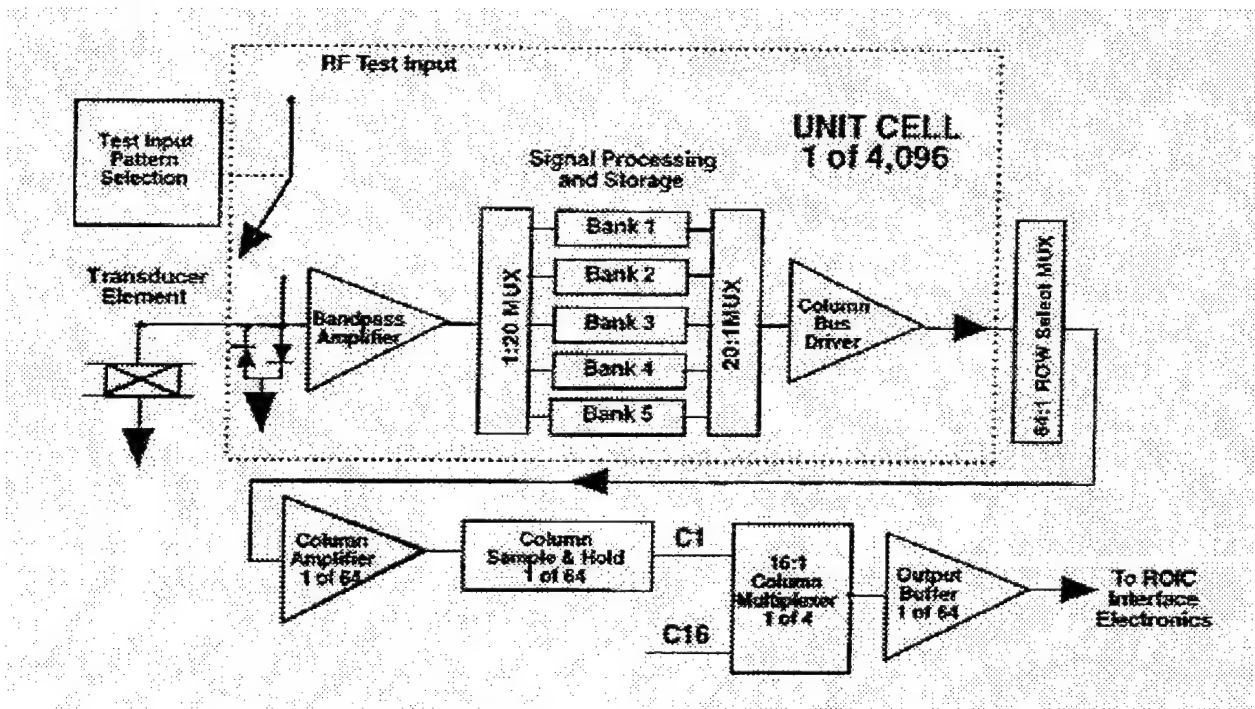 RF Test Input
Test Input
Pattern
Selection
UNIT CELL
1 of 4,096
Signal Processing
and Storage
Bank 1
Bank 2
Bank 3
Bank 4
Bank 5
1:20 MUX
20:1MUX
Transducer
Element
Bandpass
Amplifier
Column
Bus
Driver
64:1 ROW Select MUX
Column
Amplifier
1 of 64
Column
Sample & Hold
1 of 64
C1
C16
16:1
Column
Multiplexer
1 of 4
Output
Buffer
1 of 64
To ROIC
Interface
Electronics